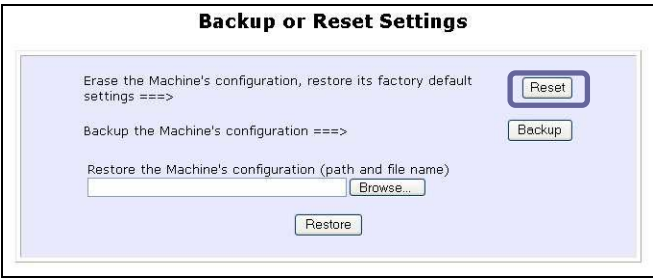 Backup or Reset Settings
Erase the Machine's configuration, restore its factory default
settings ===>
Reset
Backup the Machine's configuration ===>
Backup
Restore the Machine's configuration (path and file name)
Browse...
Restore